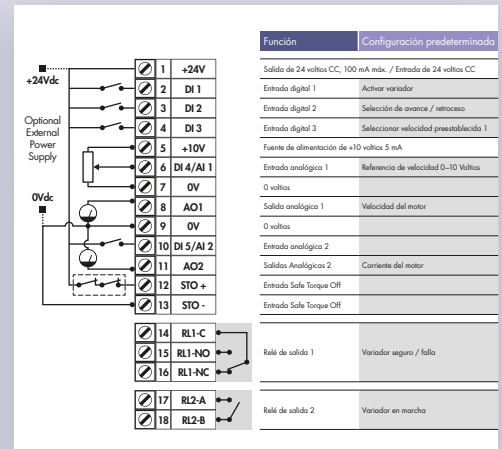 Función Configuración predeterminada
+24Vdc
Optional
External
Power
Supply
0Vdc
1 +24V Salida de 24 voltios CC, 100 mA máx. / Entrada de 24 voltios CC
2 DI 1 Entrada digital 1 Activar variador
3 DI 2 Entrada digital 2 Selección de avance / retroceso
4 DI 3 Entrada digital 3 Seleccionar velocidad preestablecida 1
5 +10V Fuente de alimentación de +10 voltios 5 mA
6 DI 4/AI 1 Entrada analógica 1 Referencia de velocidad 0–10 Voltios
7 0V 0 voltios
8 AO1 Salida analógica 1 Velocidad del motor
9 0V 0 voltios
10 DI 5/AI 2 Entrada analógica 2
11 AO2 Salidas Analógicas 2 Corriente del motor
12 STO + Entrada Safe Torque Off
13 STO - Entrada Safe Torque Off
14 RL1-C
15 RL1-NO Relé de salida 1 Variador seguro / falla
16 RL1-NC
17 RL2-A
Relé de salida 2 Variador en marcha
18 RL2-B